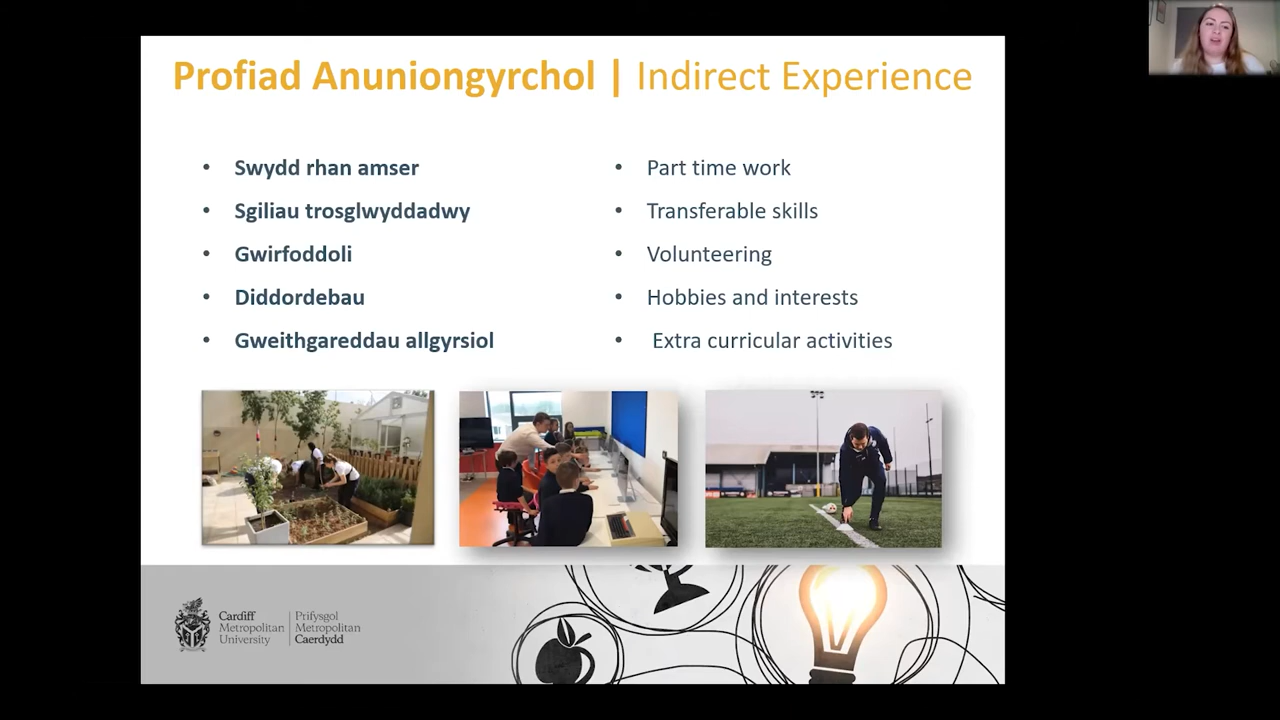 Profiad Anuniongyrchol | Indirect Experience
• Swydd rhan amser
• Sgiliau trosglwyddadwy
• Gwirfoddoli
• Diddordebau
• Gweithgareddau allgyrsiol
• Part time work
• Transferable skills
• Volunteering
• Hobbies and interests
• Extra curricular activities
Cardiff
Metropolitan
University
Prifysgol
Metropolitan
Caerdydd